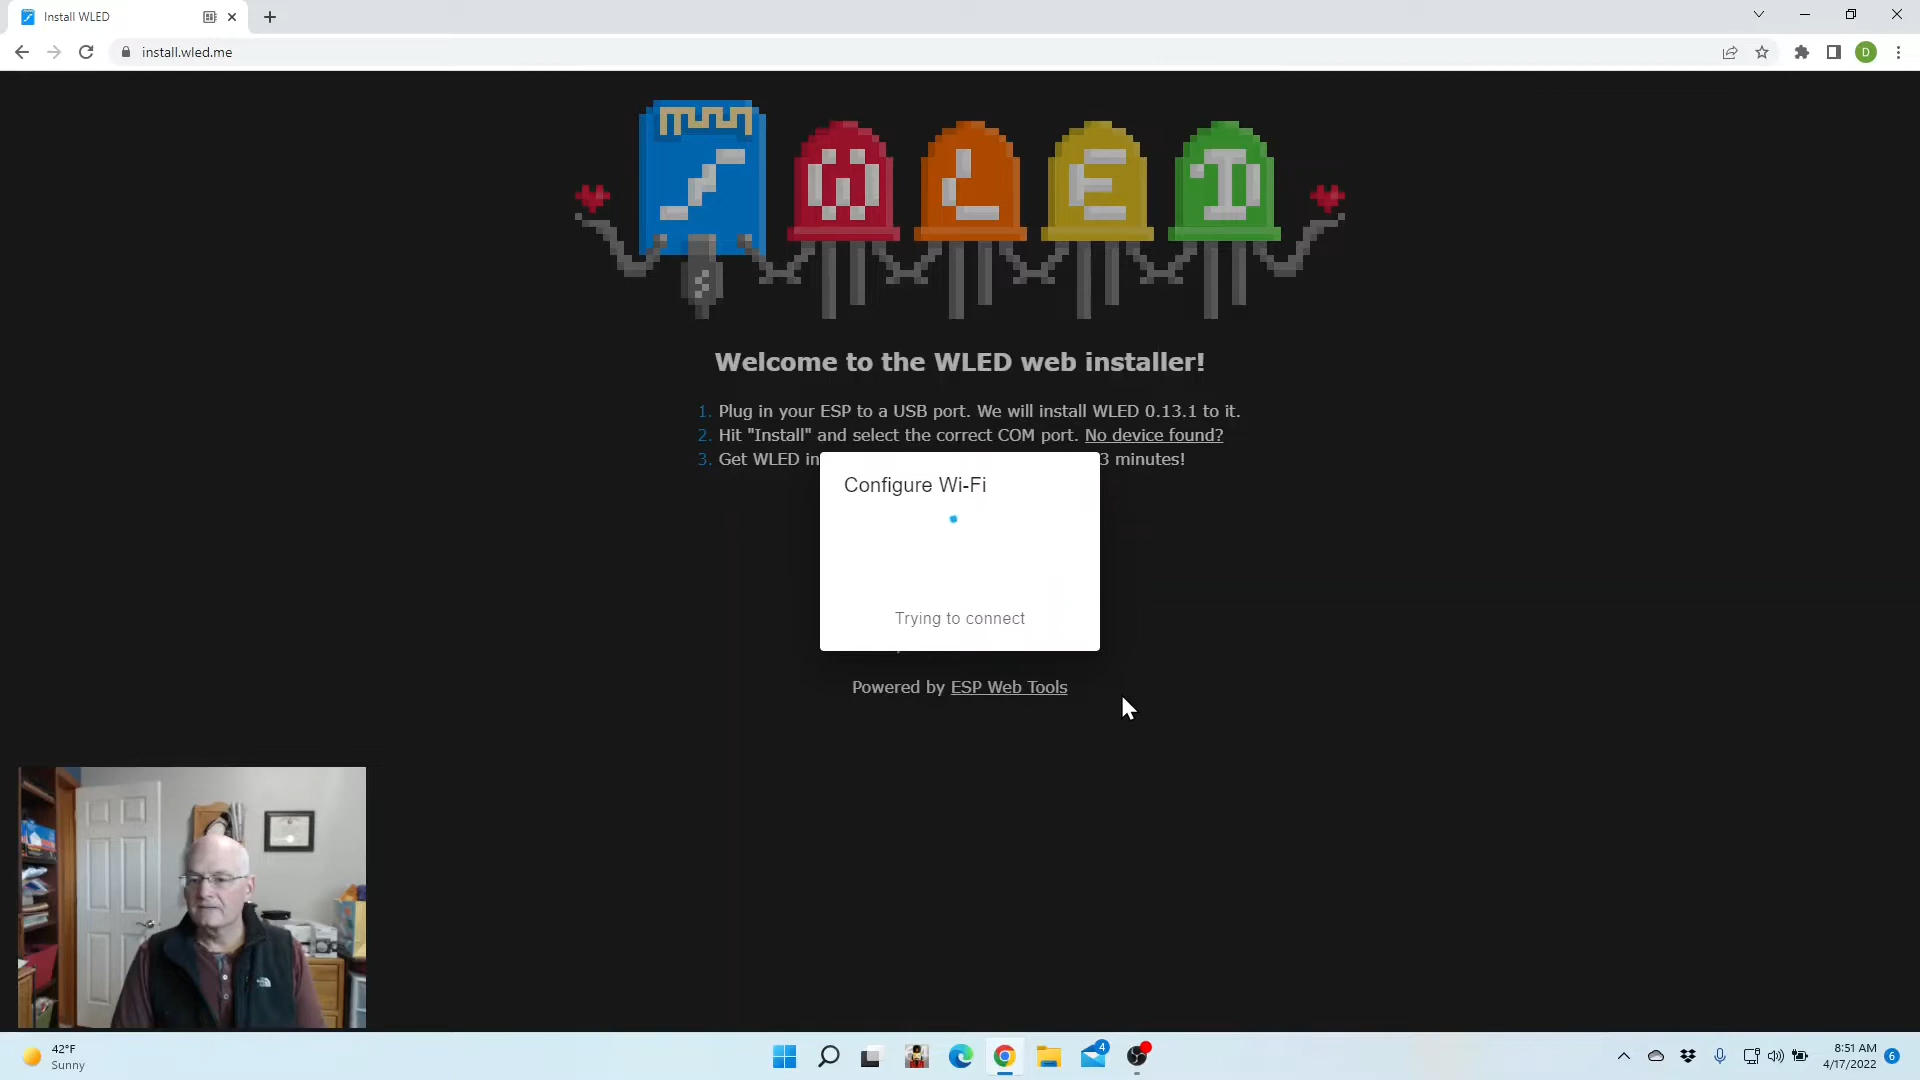 Install WLED
install.wled.me
D
WLED
Welcome to the WLED web installer!
1. Plug in your ESP to a USB port. We will install WLED 0.13.1 to it.
2. Hit "Install" and select the correct COM port. No device found?
3. Get WLED in
3 minutes!
Configure Wi-Fi
Trying to connect
Powered by ESP Web Tools
42°F
Sunny
4
8:51 AM
4/17/2022
6